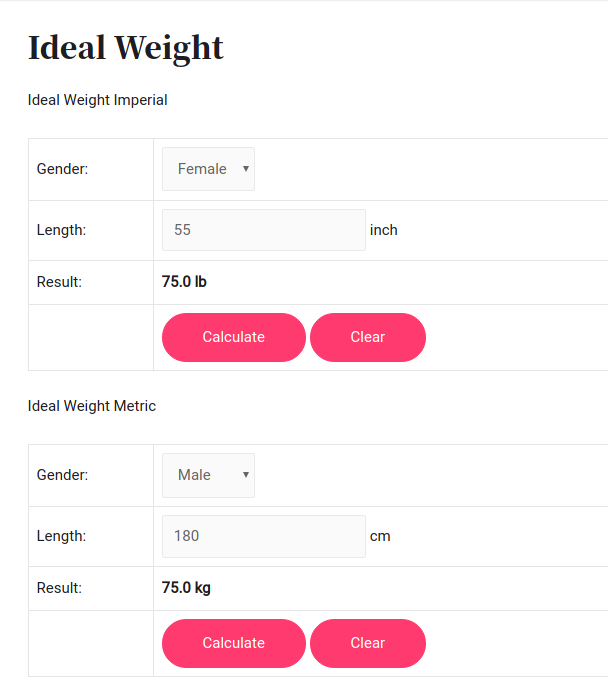 Ideal Weight
Ideal Weight Imperial
Gender: Female
Length: 55 inch
Result: 75.0 lb
Calculate Clear
Ideal Weight Metric
Gender: Male
Length: 180 cm
Result: 75.0 kg
Calculate Clear